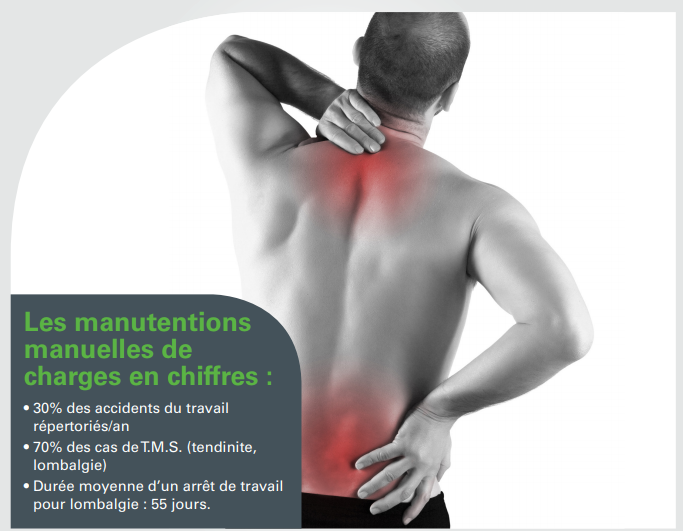 Les manutentions
manuelles de
charges en chiffres :
• 30% des accidents du travail
répertoriés/an
• 70% des cas de T.M.S. (tendinite,
lombalgie)
• Durée moyenne d'un arrêt de travail
pour lombalgie : 55 jours.